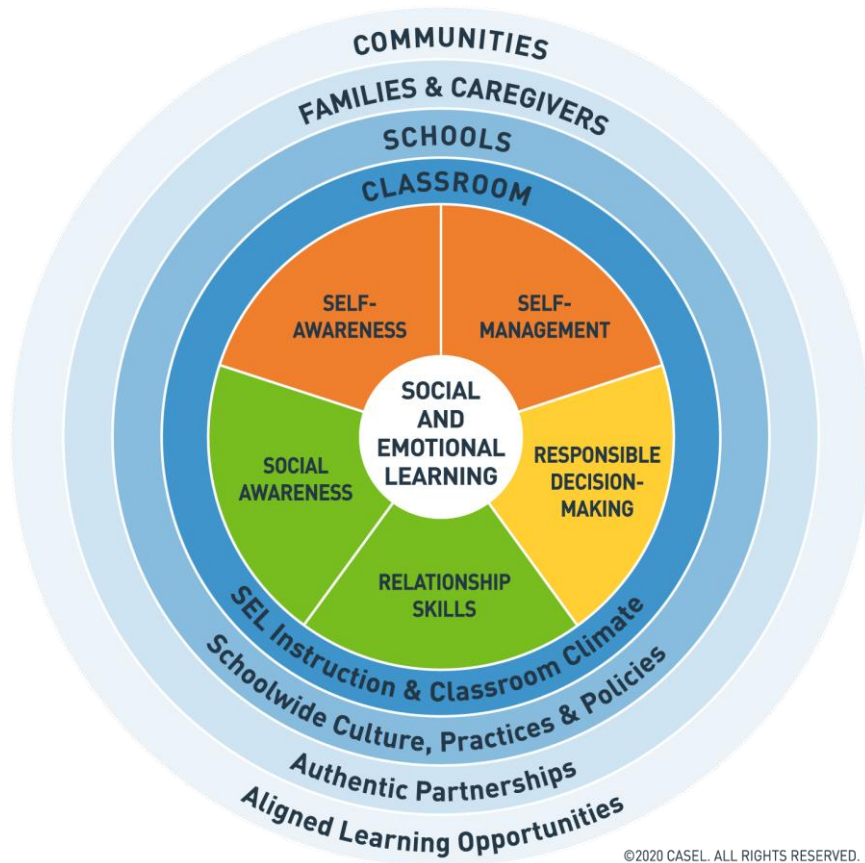 COMMUNITIES
FAMILIES & CAREGIVERS
SCHOOLS
CLASSROOM
SELF-
AWARENESS
SELF-
MANAGEMENT
SOCIAL
AND
EMOTIONAL
LEARNING
SOCIAL
AWARENESS
RESPONSIBLE
DECISION-
MAKING
RELATIONSHIP
SKILLS
SEL Instruction & Classroom Climate
Schoolwide Culture, Practices & Policies
Authentic Partnerships
Aligned Learning Opportunities
©2020 CASEL. ALL RIGHTS RESERVED.